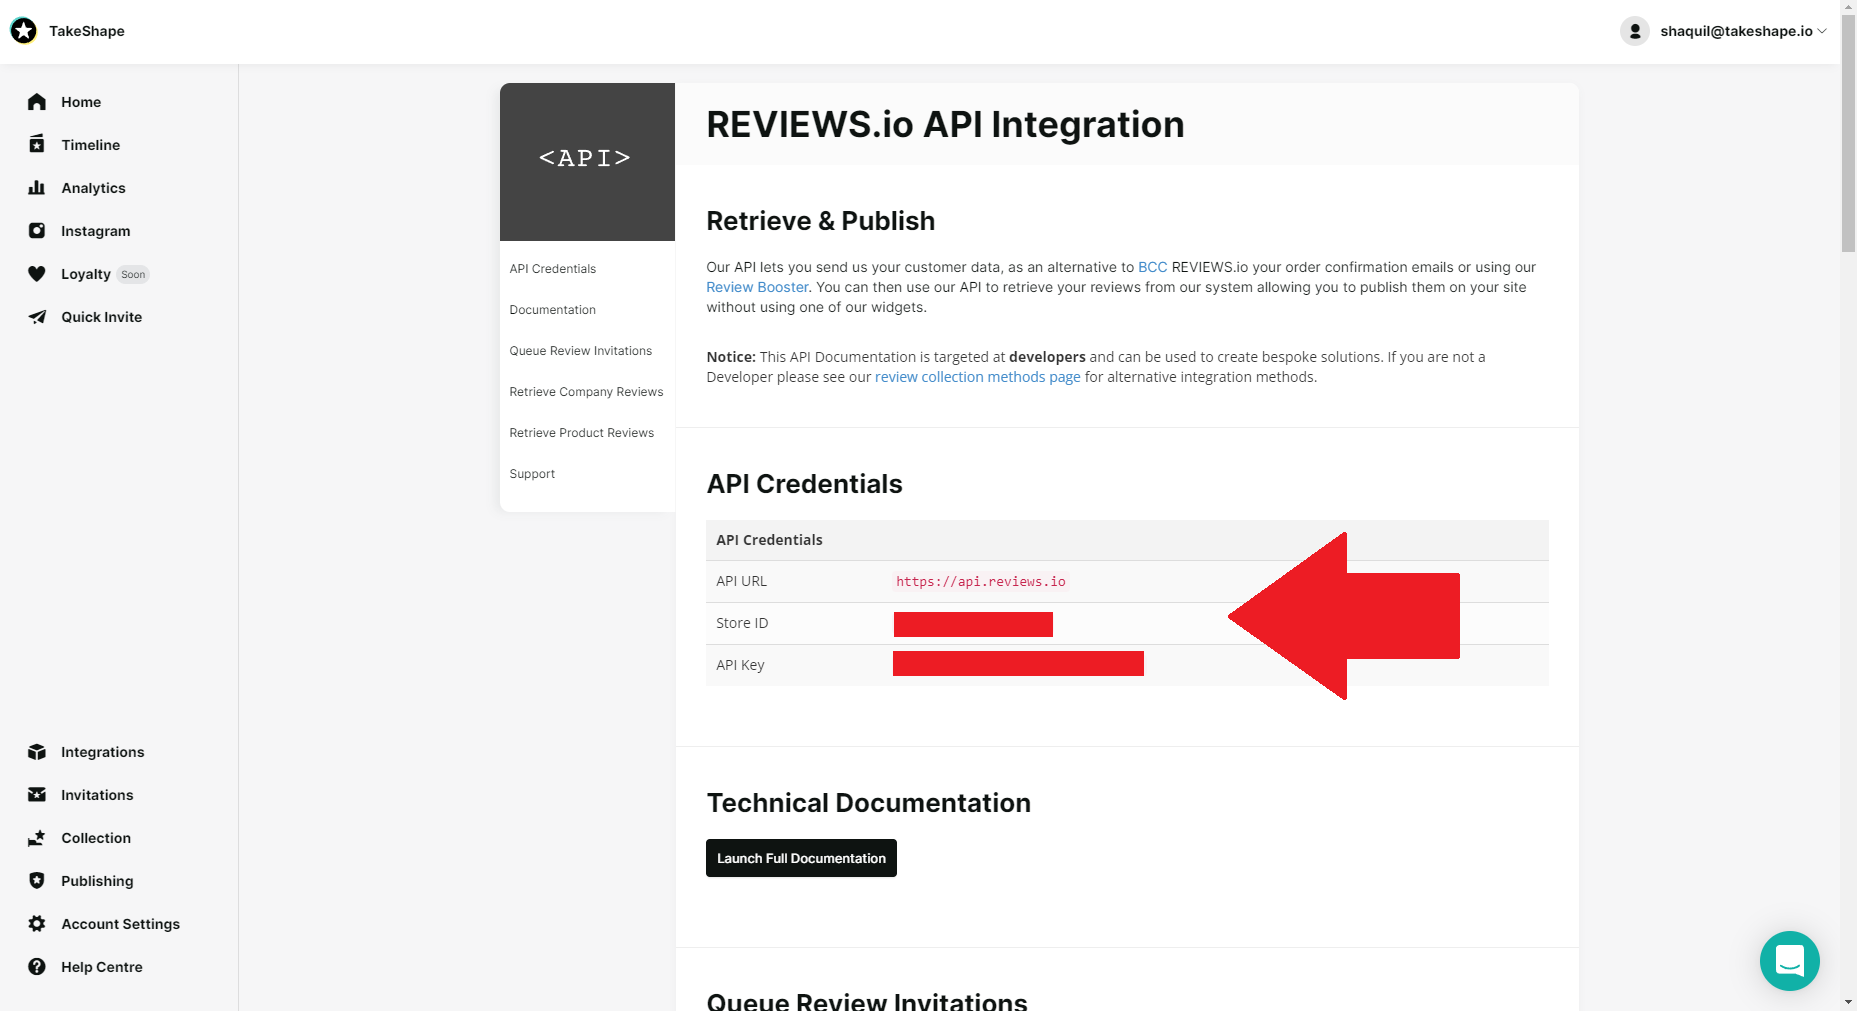 TakeShape
shaquil@takeshape.io
Home
Timeline
Analytics
Instagram
Loyalty Soon
Quick Invite
Integrations
Invitations
Collection
Publishing
Account Settings
Help Centre
<API>
API Credentials
Documentation
Queue Review Invitations
Retrieve Company Reviews
Retrieve Product Reviews
Support
REVIEWS.io API Integration
Retrieve & Publish
Our API lets you send us your customer data, as an alternative to BCC REVIEWS.io your order confirmation emails or using our
Review Booster. You can then use our API to retrieve your reviews from our system allowing you to publish them on your site
without using one of our widgets.
Notice: This API Documentation is targeted at developers and can be used to create bespoke solutions. If you are not a
Developer please see our review collection methods page for alternative integration methods.
API Credentials
API Credentials
API URL https://api.reviews.io
Store ID
API Key
Technical Documentation
Launch Full Documentation
Queue Review Invitations